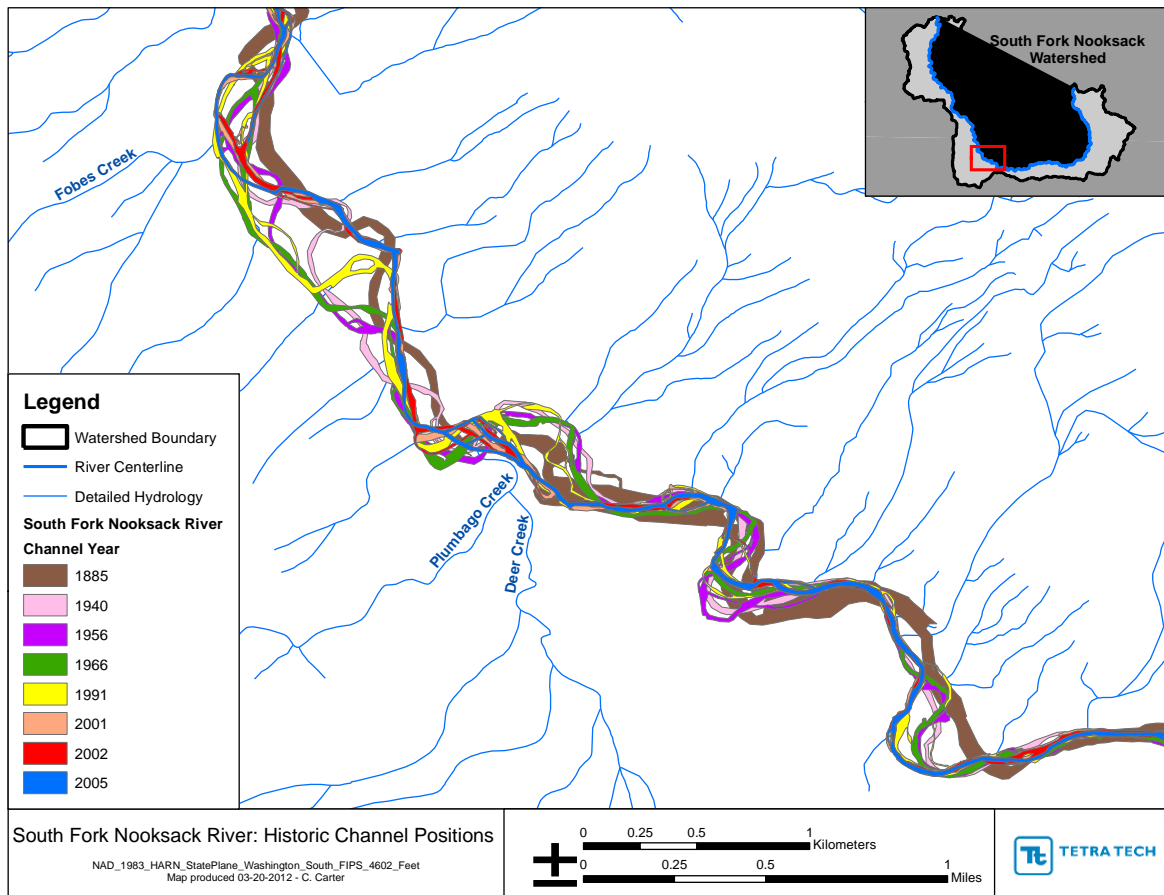 South Fork Nooksack
Watershed
Fobes Creek
Plumbago Creek
Deer Creek
Legend
Watershed Boundary
River Centerline
Detailed Hydrology
South Fork Nooksack River
Channel Year
1885
1940
1956
1966
1991
2001
2002
2005
South Fork Nooksack River: Historic Channel Positions
NAD_1983_HARN_StatePlane_Washington_South_FIPS_4602_Feet
Map produced 03-20-2012 - C. Carter
0 0.25 0.5 1
Kilometers
0 0.25 0.5 1
Miles
Tt TETRA TECH